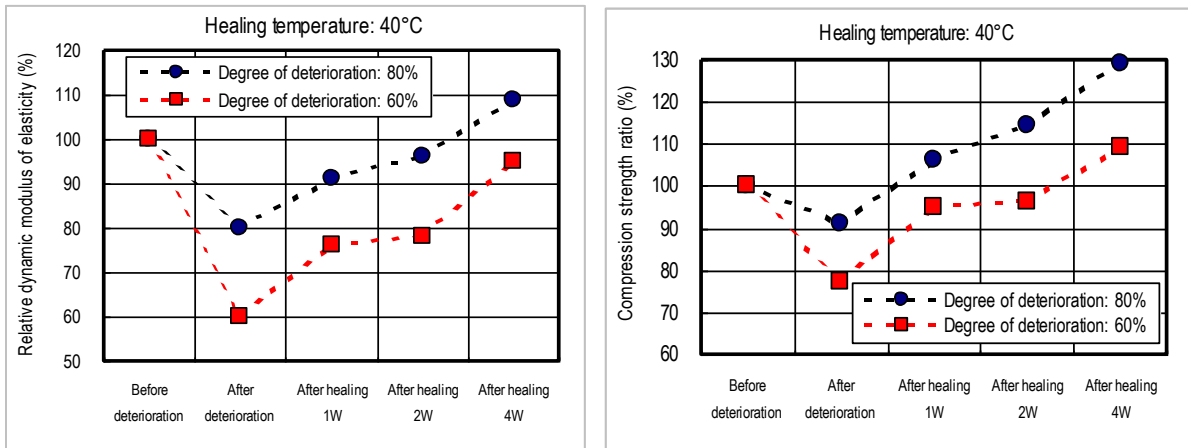 Healing temperature: 40°C
Relative dynamic modulus of elasticity (%)
120
110
100
90
80
70
60
50
Degree of deterioration: 80%
Degree of deterioration: 60%
Before
deterioration
After
deterioration
After healing
1W
After healing
2W
After healing
4W
Healing temperature: 40°C
Compression strength ratio (%)
130
120
110
100
90
80
70
60
Degree of deterioration: 80%
Degree of deterioration: 60%
Before
deterioration
After
deterioration
After healing
1W
After healing
2W
After healing
4W